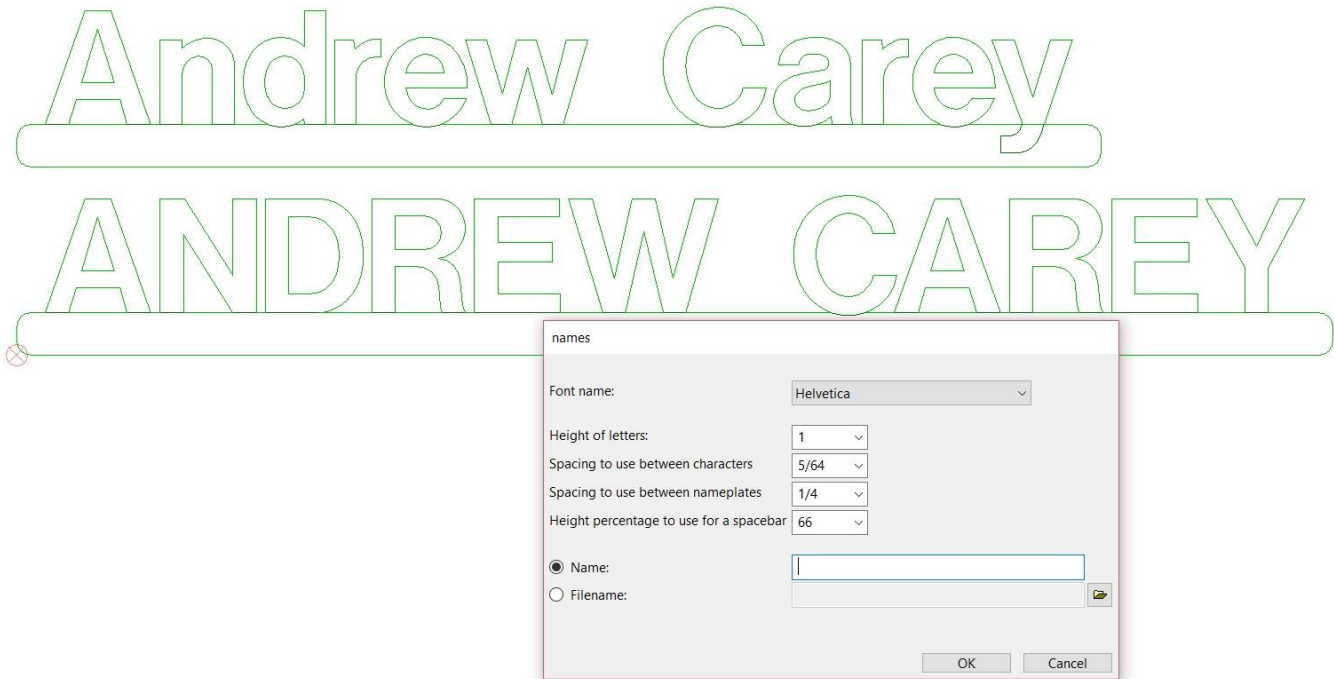 Andrew Carey
ANDREW CAREY
names
Font name: Helvetica
Height of letters: 1
Spacing to use between characters 5/64
Spacing to use between nameplates 1/4
Height percentage to use for a spacebar 66
Name:
Filename:
OK Cancel